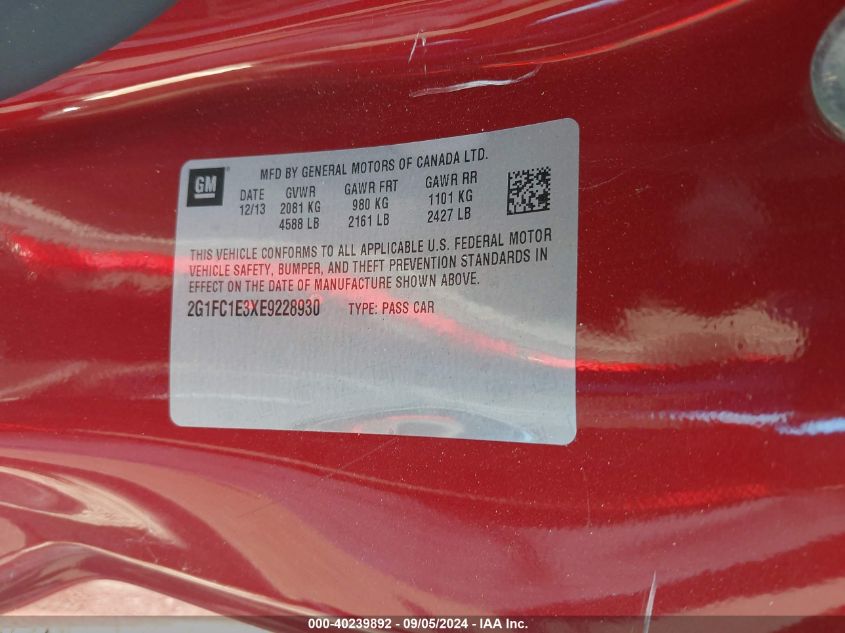 GM
MFD BY GENERAL MOTORS OF CANADA LTD.
DATE GVWR GAWR FRT GAWR RR
12/13 2081 KG 980 KG 1101 KG
4588 LB 2161 LB 2427 LB
THIS VEHICLE CONFORMS TO ALL APPLICABLE U.S. FEDERAL MOTOR
VEHICLE SAFETY, BUMPER, AND THEFT PREVENTION STANDARDS IN
EFFECT ON THE DATE OF MANUFACTURE SHOWN ABOVE.
2G1FC1E3XE9228930 TYPE: PASS CAR
000-40239892 - 09/05/2024 - IAA Inc.